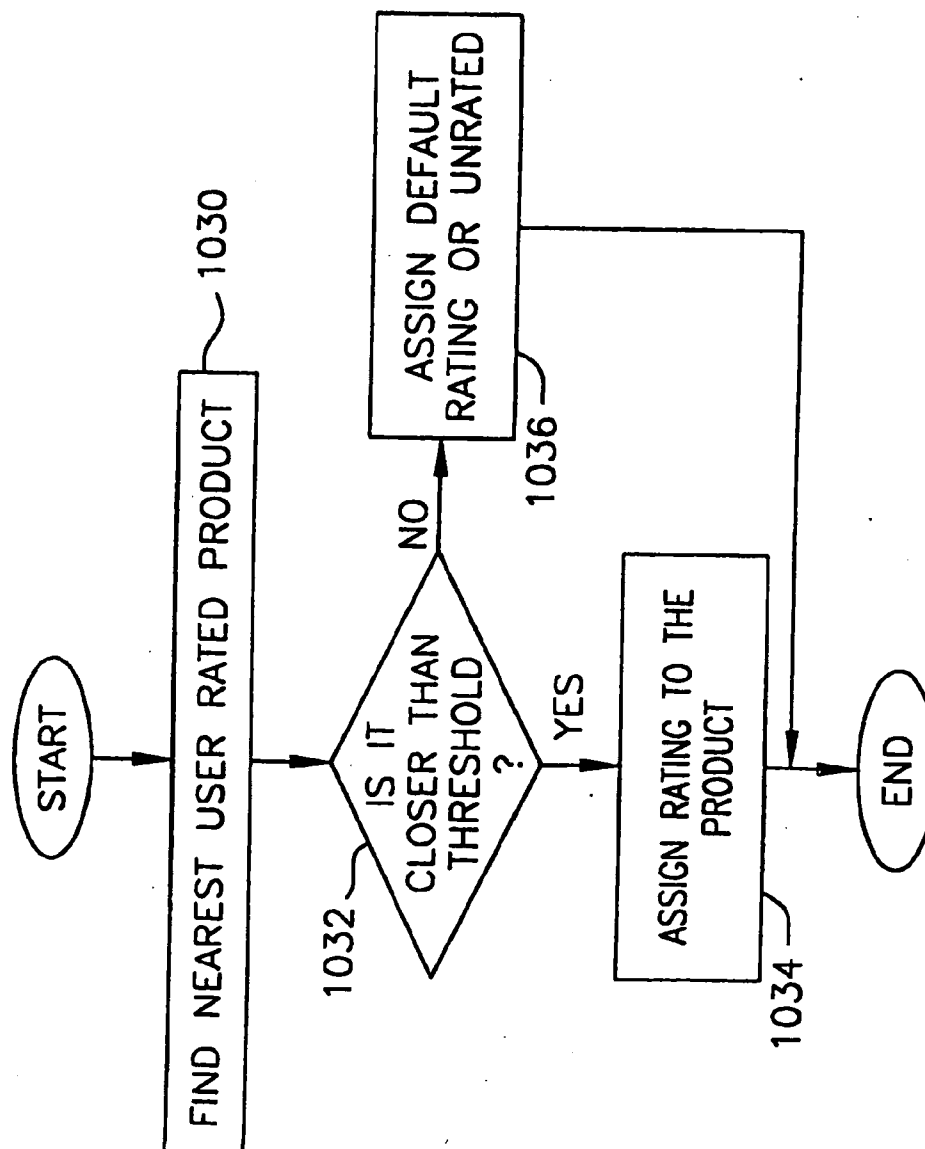 START
FIND NEAREST USER RATED PRODUCT
1030
IS IT
CLOSER THAN
THRESHOLD
?
1032
NO
ASSIGN DEFAULT
RATING OR UNRATED
1036
YES
ASSIGN RATING TO THE
PRODUCT
1034
END